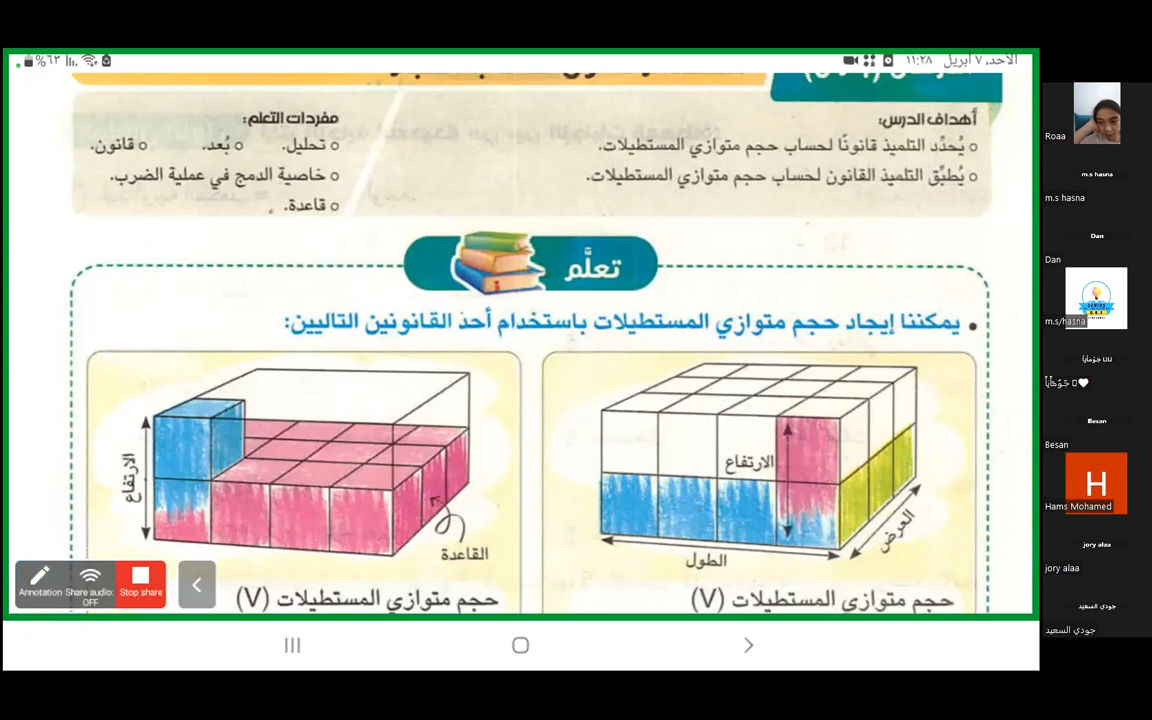 الأحد، ٧ أبريل ١١:٢٨
٦٣%
أهداف الدرس:
○ يُحدِّد التلميذ قانونًا لحساب حجم متوازي المستطيلات.
○ يُطبِّق التلميذ القانون لحساب حجم متوازي المستطيلات.
مفردات التعلم:
○ تحليل. ○ بُعد. ○ قانون.
○ خاصية الدمج في عملية الضرب.
○ قاعدة.
تعلَّم
• يمكننا إيجاد حجم متوازي المستطيلات باستخدام أحد القانونين التاليين:
الارتفاع
العرض
الطول
حجم متوازي المستطيلات (V)
الارتفاع
القاعدة
حجم متوازي المستطيلات (V)
Annotation
Share audio: OFF
Stop share
Roaa
m.s hasna
m.s hasna
Dan
Dan
m.s/hasna
Besan
Besan
H
Hams Mohamed
jory alaa
jory alaa
جودي السعيد
جودي السعيد